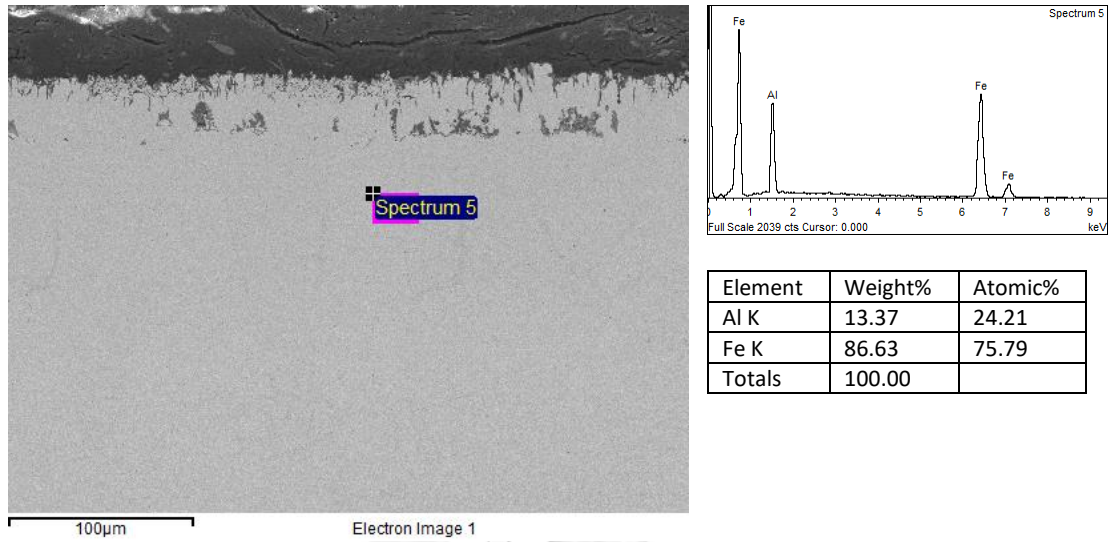 Spectrum 5
100μm
Electron Image 1
Spectrum 5
Fe
Al
Fe
Fe
0 1 2 3 4 5 6 7 8 9
Full Scale 2039 cts Cursor: 0.000 keV
Element Weight% Atomic%
Al K 13.37 24.21
Fe K 86.63 75.79
Totals 100.00